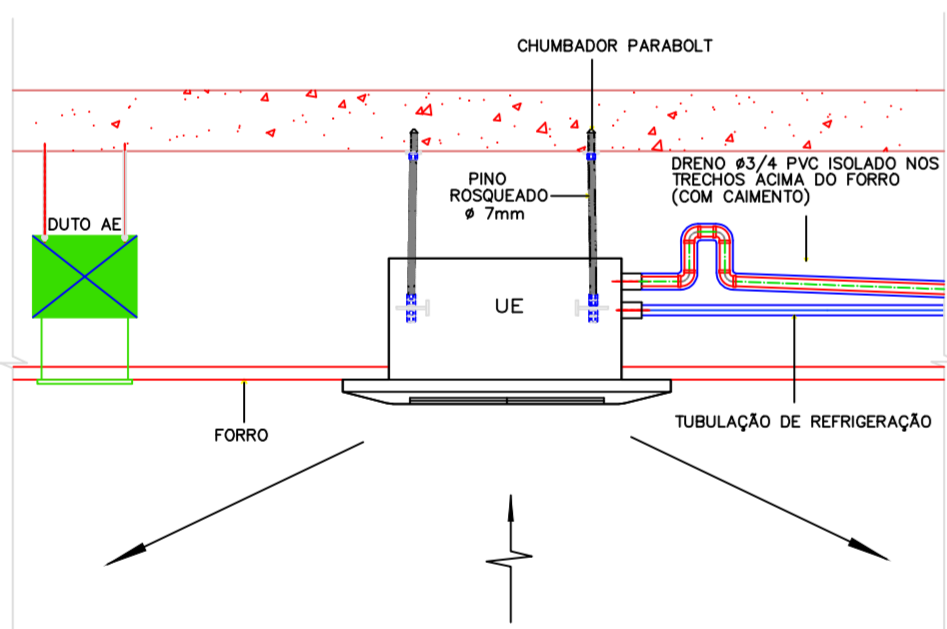 CHUMBADOR PARABOLT
DRENO ø3/4 PVC ISOLADO NOS
TRECHOS ACIMA DO FORRO
(COM CAIMENTO)
PINO
ROSQUEADO
ø 7mm
DUTO AE
UE
TUBULAÇÃO DE REFRIGERAÇÃO
FORRO